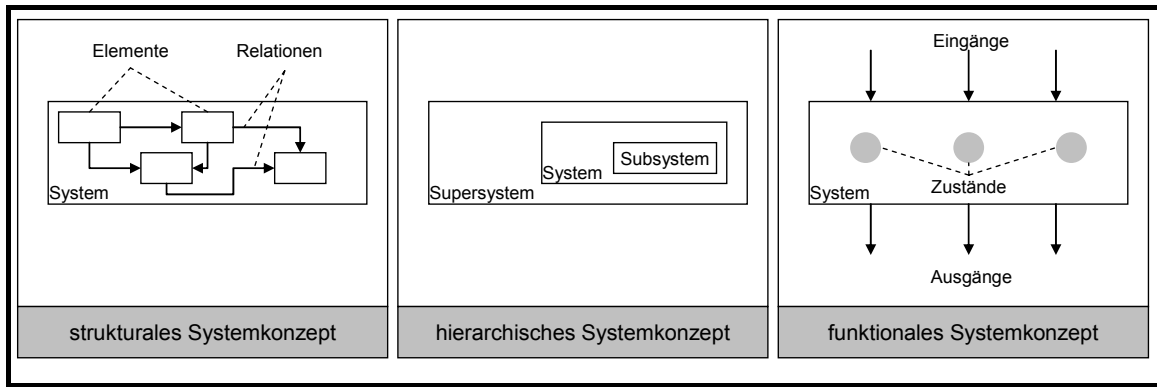 Elemente
Relationen
System
strukturales Systemkonzept
Subsystem
System
Supersystem
hierarchisches Systemkonzept
Eingänge
Zustände
System
Ausgänge
funktionales Systemkonzept